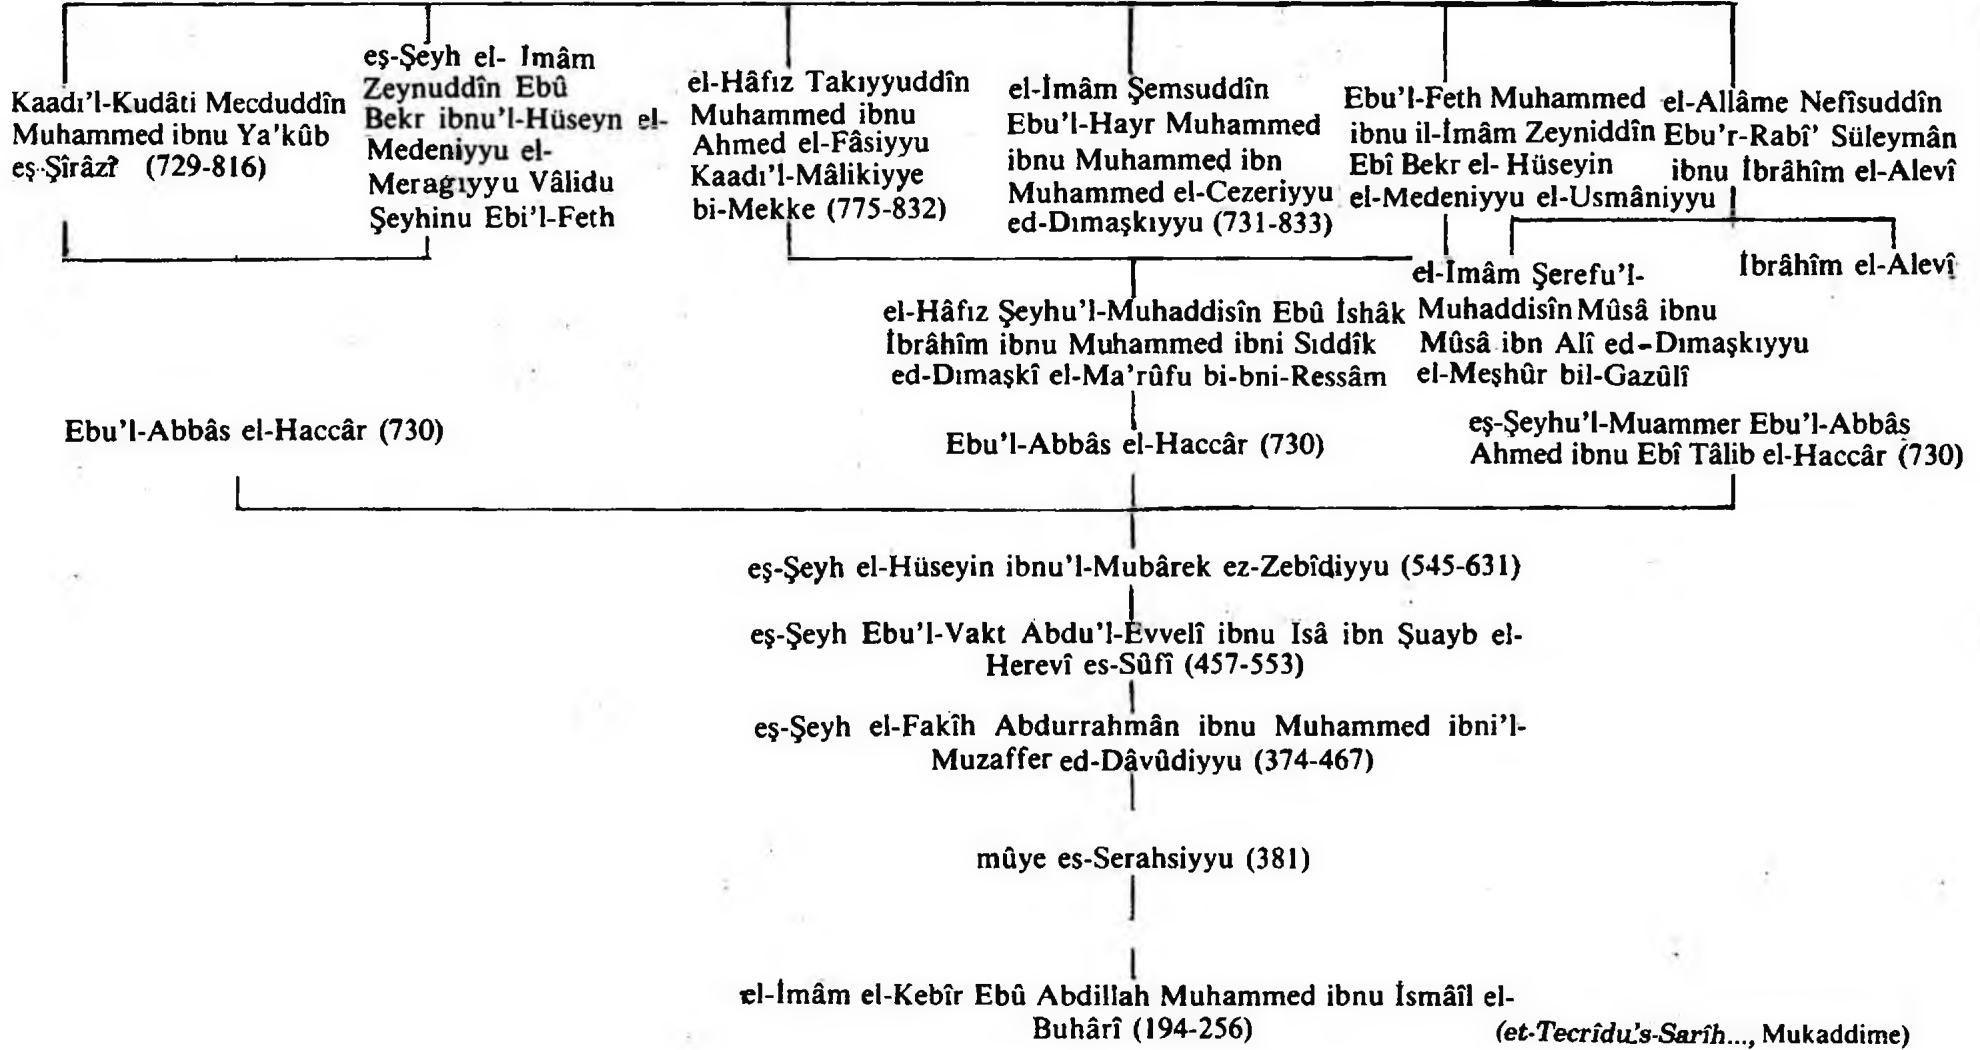 Kaadı'l-Kudâti Mecduddîn
Muhammed ibnu Ya'kûb
eş-Şîrâzî (729-816)
eş-Şeyh el- İmâm
Zeynuddîn Ebû
Bekr ibnu'l-Hüseyn el-
Medeniyyu el-
Meragıyyu Vâlidu
Şeyhinu Ebi'l-Feth
el-Hâfız Takıyyuddîn
Muhammed ibnu
Ahmed el-Fâsiyyu
Kaadı'l-Mâlikiyye
bi-Mekke (775-832)
el-İmâm Şemsuddîn
Ebu'l-Hayr Muhammed
ibnu Muhammed ibn
Muhammed el-Cezeriyyu
ed-Dımaşkıyyu (731-833)
Ebu'l-Feth Muhammed
ibnu il-İmâm Zeyniddîn
Ebî Bekr el- Hüseyin
el-Medeniyyu el-Usmâniyyu
el-Allâme Nefîsuddîn
Ebu'r-Rabî' Süleymân
ibnu İbrâhîm el-Alevî
el-Hâfız Şeyhu'l-Muhaddisîn Ebû İshâk
İbrâhîm ibnu Muhammed ibni Sıddîk
ed-Dımaşkî el-Ma'rûfu bi-bni-Ressâm
el-İmâm Şerefu'l-
Muhaddisîn Mûsâ ibnu
Mûsâ ibn Alî ed-Dımaşkıyyu
el-Meşhûr bil-Gazûlî
İbrâhîm el-Alevî
Ebu'l-Abbâs el-Haccâr (730)
Ebu'l-Abbâs el-Haccâr (730)
eş-Şeyhu'l-Muammer Ebu'l-Abbâs
Ahmed ibnu Ebî Tâlib el-Haccâr (730)
eş-Şeyh el-Hüseyin ibnu'l-Mubârek ez-Zebîdiyyu (545-631)
eş-Şeyh Ebu'l-Vakt Abdu'l-Evvelî ibnu Isâ ibn Şuayb el-
Herevî es-Sûfî (457-553)
eş-Şeyh el-Fakîh Abdurrahmân ibnu Muhammed ibni'l-
Muzaffer ed-Dâvûdiyyu (374-467)
mûye es-Serahsiyyu (381)
el-İmâm el-Kebîr Ebû Abdillah Muhammed ibnu İsmâîl el-
Buhârî (194-256)
(et-Tecrîdu's-Sarîh..., Mukaddime)